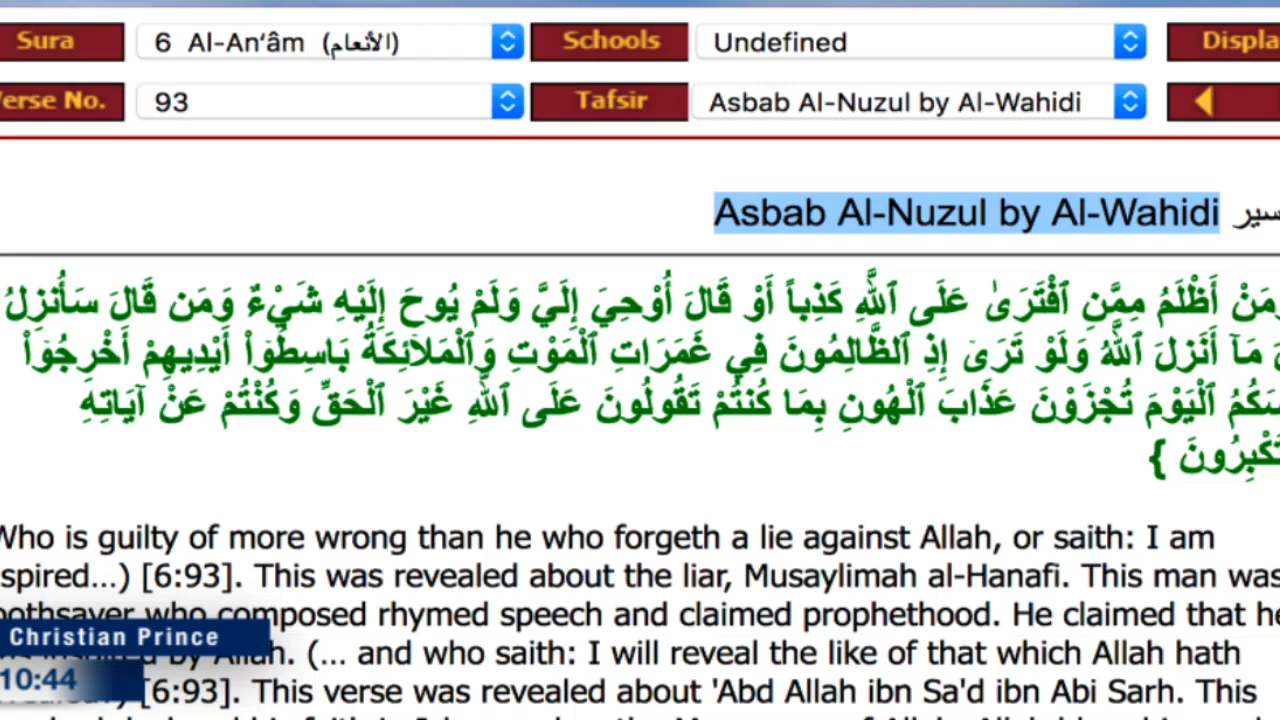 Sura 6 Al-An‘âm (الأنعام) Schools Undefined
Verse No. 93 Tafsir Asbab Al-Nuzul by Al-Wahidi
Asbab Al-Nuzul by Al-Wahidi
أَظْلَمُ مِمَّنِ ٱفْتَرَىٰ عَلَى ٱللَّهِ كَذِباً أَوْ قَالَ أُوْحِيَ إِلَيَّ وَلَمْ يُوحَ إِلَيْهِ شَيْءٌ وَمَن قَالَ سَأُنزِلُ
مَآ أَنَزلَ ٱللَّهُ وَلَوْ تَرَىۤ إِذِ ٱلظَّالِمُونَ فِي غَمَرَاتِ ٱلْمَوْتِ وَٱلْمَلاۤئِكَةُ بَاسِطُوۤاْ أَيْدِيهِمْ أَخْرِجُوۤاْ
ٱلْيَوْمَ تُجْزَوْنَ عَذَابَ ٱلْهُونِ بِمَا كُنتُمْ تَقُولُونَ عَلَى ٱللَّهِ غَيْرَ ٱلْحَقِّ وَكُنْتُمْ عَنْ آيَاتِهِ
}
Who is guilty of more wrong than he who forgeth a lie against Allah, or saith: I am
spired...) [6:93]. This was revealed about the liar, Musaylimah al-Hanafi. This man was
who composed rhymed speech and claimed prophethood. He claimed that he
by Allah. (... and who saith: I will reveal the like of that which Allah hath
[6:93]. This verse was revealed about 'Abd Allah ibn Sa'd ibn Abi Sarh. This
Christian Prince
10:44